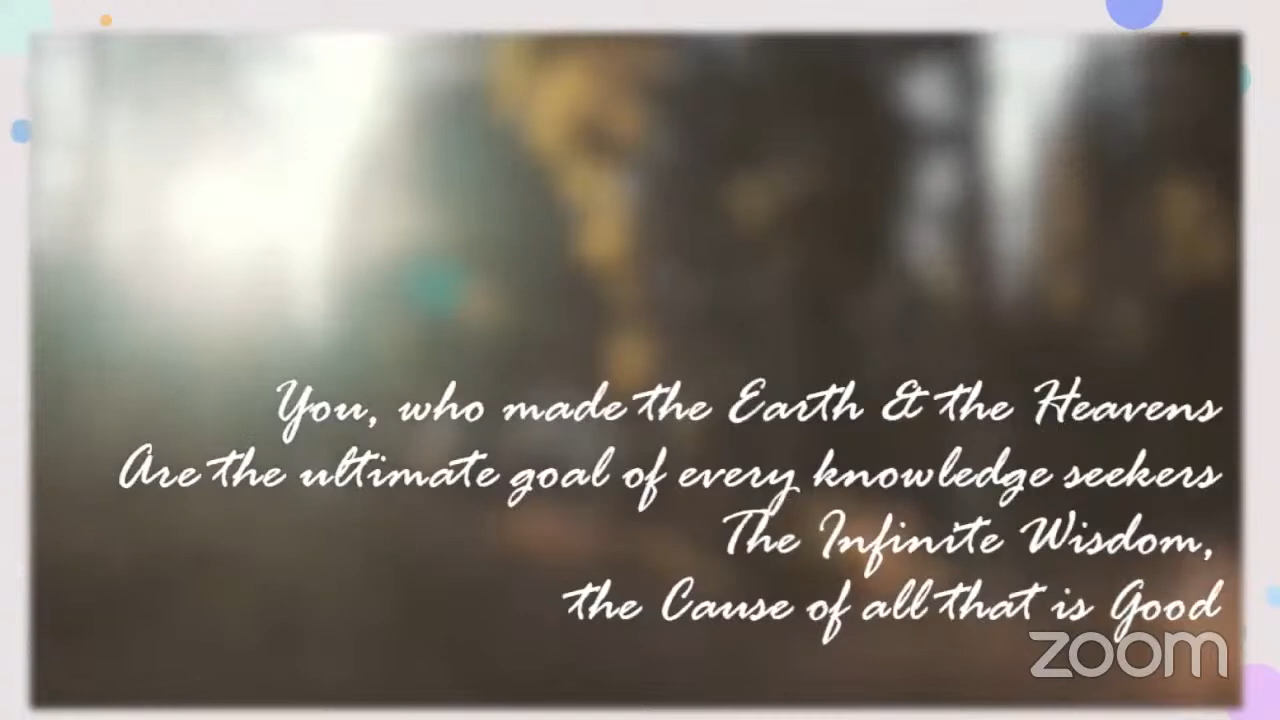 You, who made the Earth & the Heavens
Are the ultimate goal of every knowledge seekers
The Infinite Wisdom,
the Cause of all that is Good
zoom